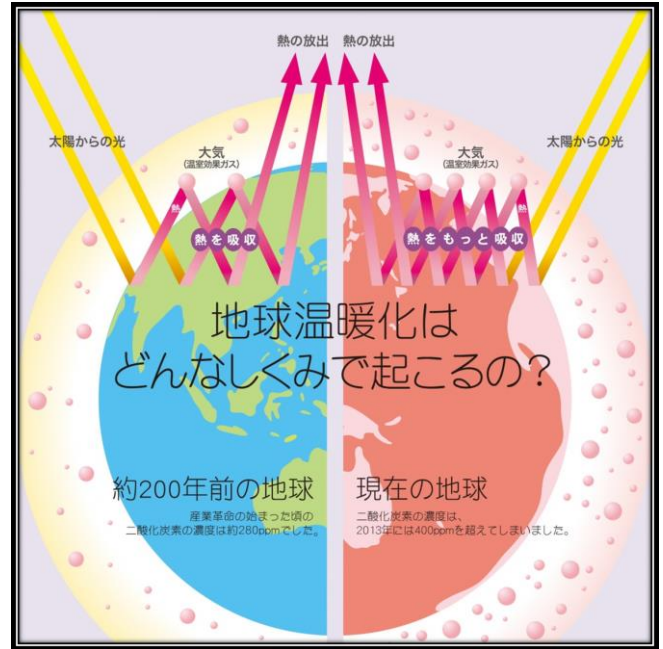 熱の放出
熱の放出
太陽からの光
大気
(温室効果ガス)
熱
熱を吸収
太陽からの光
大気
(温室効果ガス)
熱
熱をもっと吸収
地球温暖化は
どんなしくみで起こるの？
約200年前の地球
産業革命の始まった頃の
二酸化炭素の濃度は約280ppmでした。
現在の地球
二酸化炭素の濃度は、
2013年には400ppmを超えてしまいました。